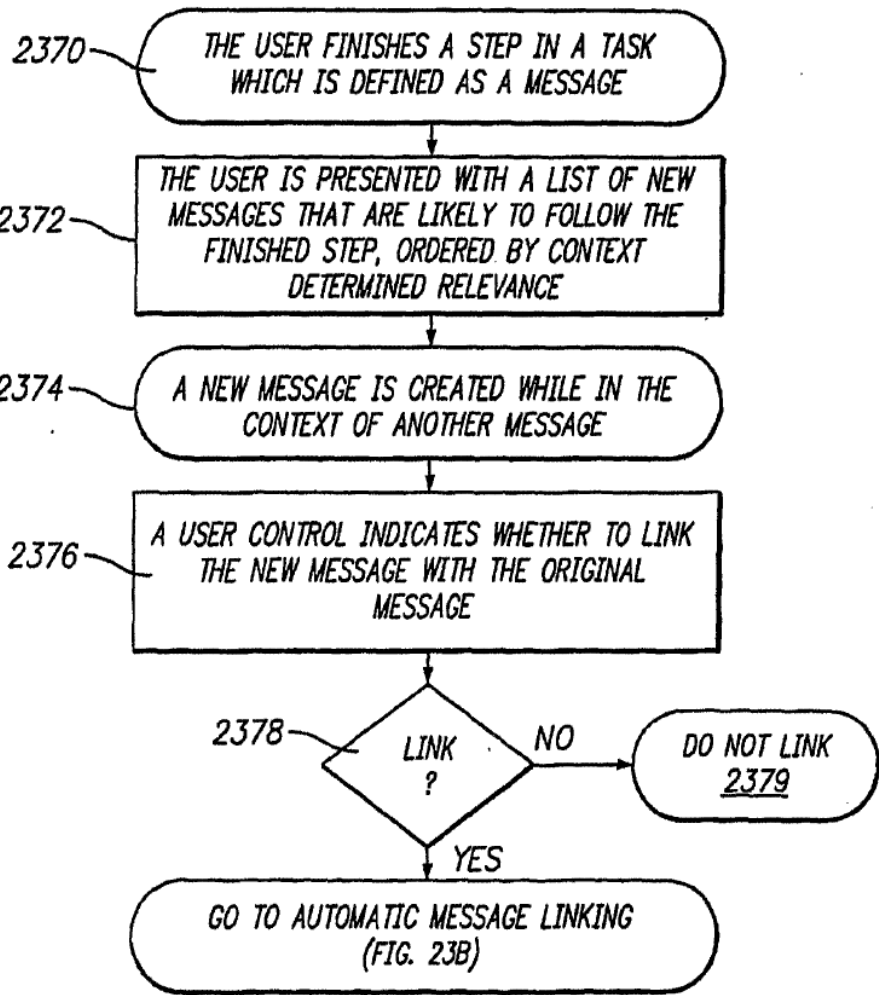 2370
THE USER FINISHES A STEP IN A TASK
WHICH IS DEFINED AS A MESSAGE
2372
THE USER IS PRESENTED WITH A LIST OF NEW
MESSAGES THAT ARE LIKELY TO FOLLOW THE
FINISHED STEP, ORDERED BY CONTEXT
DETERMINED RELEVANCE
2374
A NEW MESSAGE IS CREATED WHILE IN THE
CONTEXT OF ANOTHER MESSAGE
2376
A USER CONTROL INDICATES WHETHER TO LINK
THE NEW MESSAGE WITH THE ORIGINAL
MESSAGE
2378
LINK
?
NO
DO NOT LINK
2379
YES
GO TO AUTOMATIC MESSAGE LINKING
(FIG. 23B)